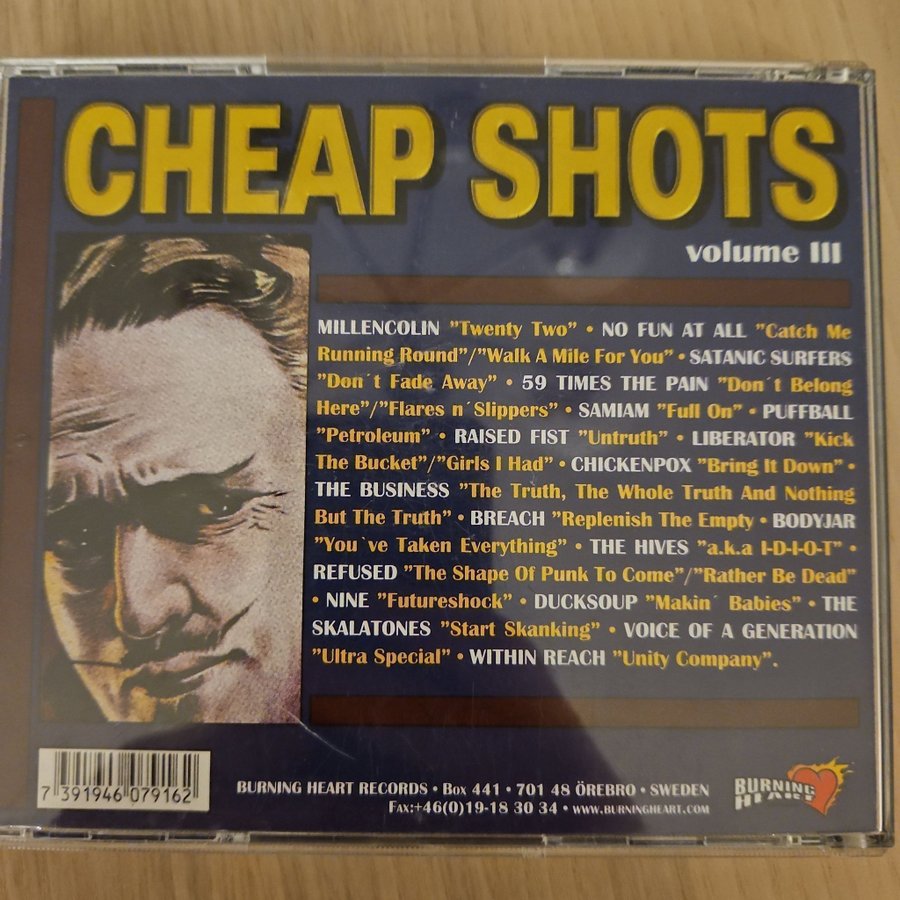 CHEAP SHOTS
volume III
MILLENCOLIN "Twenty Two" • NO FUN AT ALL "Catch Me
Running Round"/"Walk A Mile For You" • SATANIC SURFERS
"Don´t Fade Away" • 59 TIMES THE PAIN "Don´t Belong
Here"/"Flares n´Slippers" • SAMIAM "Full On" • PUFFBALL
"Petroleum" • RAISED FIST "Untruth" • LIBERATOR "Kick
The Bucket"/"Girls I Had" • CHICKENPOX "Bring It Down" •
THE BUSINESS "The Truth, The Whole Truth And Nothing
But The Truth" • BREACH "Replenish The Empty • BODYJAR
"You`ve Taken Everything" • THE HIVES "a.k.a I-D-I-O-T" •
REFUSED "The Shape Of Punk To Come"/"Rather Be Dead"
• NINE "Futureshock" • DUCKSOUP "Makin´ Babies" • THE
SKALATONES "Start Skanking" • VOICE OF A GENERATION
"Ultra Special" • WITHIN REACH "Unity Company".
7 391946 079162
BURNING HEART RECORDS • Box 441 • 701 48 ÖREBRO • SWEDEN
FAX:+46(0)19-18 30 34 • WWW.BURNINGHEART.COM
BURNING
HEART